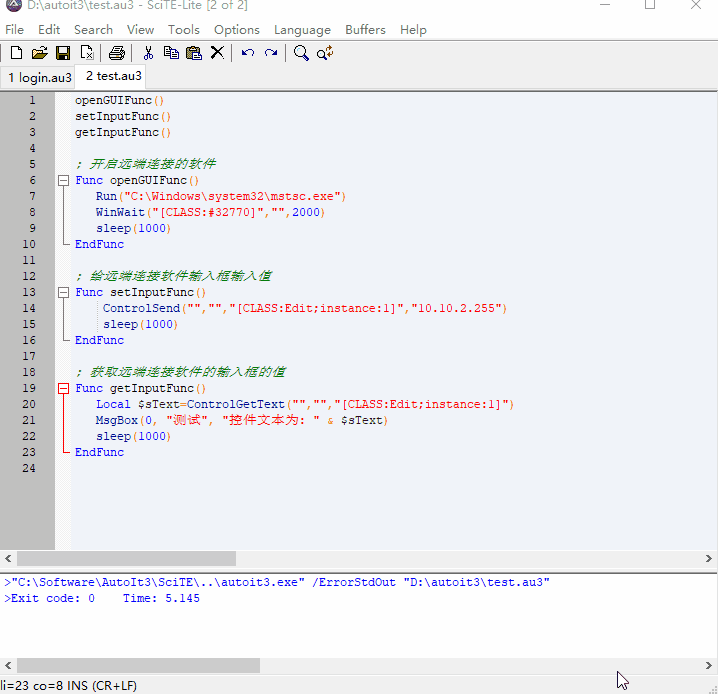 D:\autoit3\test.au3 - SciTE-Lite [2 of 2]
File Edit Search View Tools Options Language Buffers Help
1 login.au3 2 test.au3
1 openGUIFunc()
2 setInputFunc()
3 getInputFunc()
4
5 ; 开启远端连接的软件
6 Func openGUIFunc()
7 Run("C:\Windows\system32\mstsc.exe")
8 WinWait("[CLASS:#32770]","",2000)
9 sleep(1000)
10 EndFunc
11
12 ; 给远端连接软件输入框输入值
13 Func setInputFunc()
14 ControlSend("","","[CLASS:Edit;instance:1]","10.10.2.255")
15 sleep(1000)
16 EndFunc
17
18 ; 获取远端连接软件的输入框的值
19 Func getInputFunc()
20 Local $sText=ControlGetText("","","[CLASS:Edit;instance:1]")
21 MsgBox(0, "测试", "控件文本为: " & $sText)
22 sleep(1000)
23 EndFunc
24
>"C:\Software\AutoIt3\SciTE\..\autoit3.exe" /ErrorStdOut "D:\autoit3\test.au3"
>Exit code: 0 Time: 5.145
li=23 co=8 INS (CR+LF)